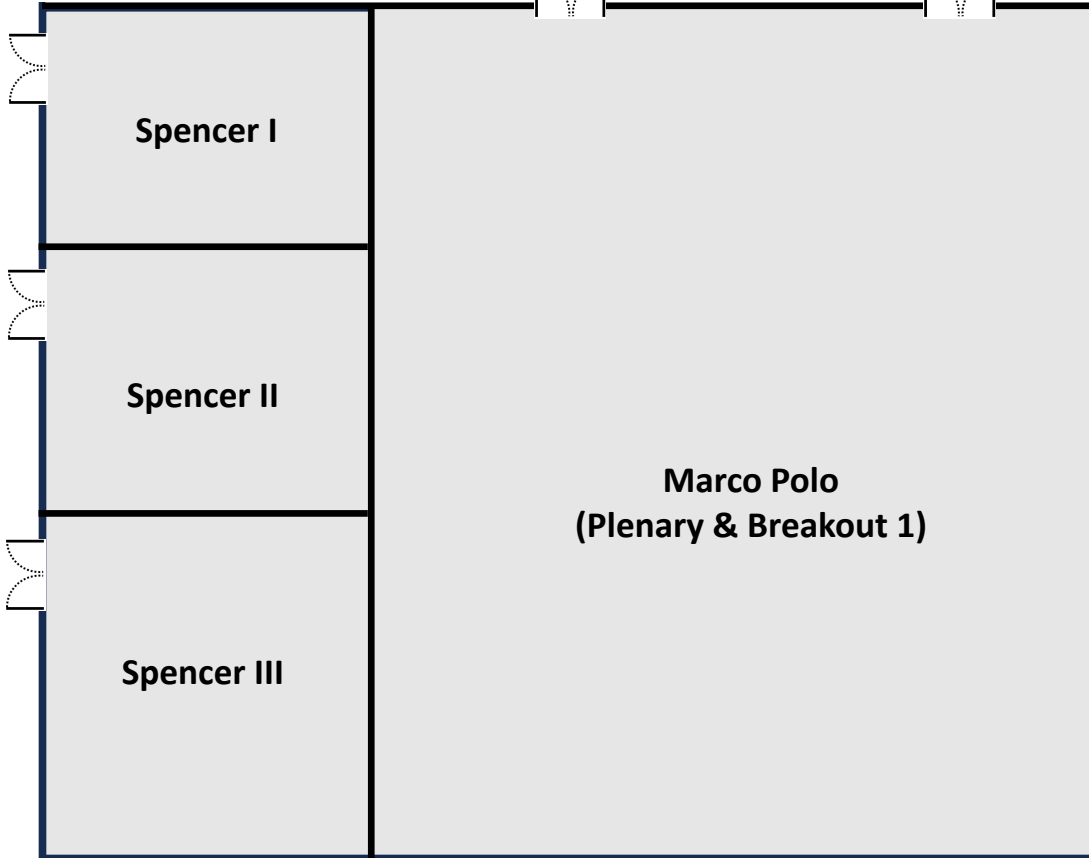 Spencer I
Spencer II
Marco Polo
(Plenary & Breakout 1)
Spencer III